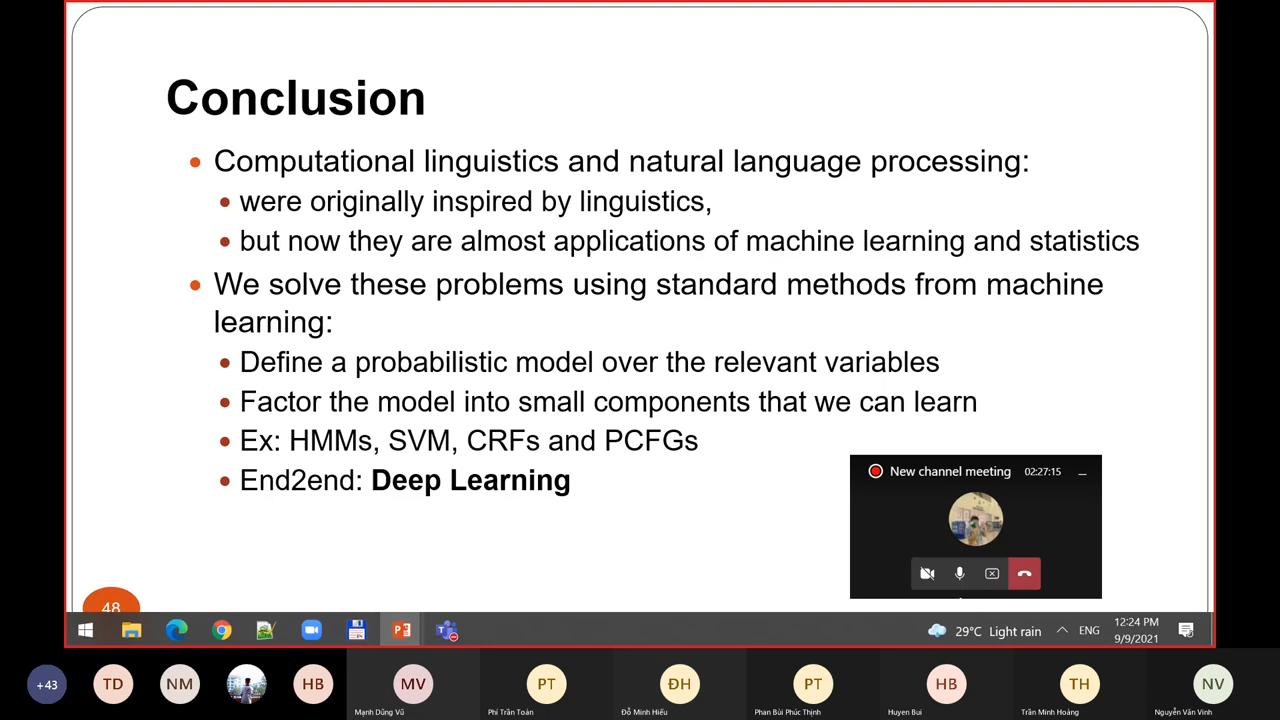 Conclusion
Computational linguistics and natural language processing:
were originally inspired by linguistics,
but now they are almost applications of machine learning and statistics
We solve these problems using standard methods from machine
learning:
Define a probabilistic model over the relevant variables
Factor the model into small components that we can learn
Ex: HMMs, SVM, CRFs and PCFGs
End2end: Deep Learning
New channel meeting 02:27:15
48
29°C Light rain
ENG
12:24 PM
9/9/2021
+43
TD
NM
HB
MV
PT
ĐH
PT
HB
TH
NV
Mạnh Dũng Vũ
Phí Trần Toán
Đỗ Minh Hiếu
Phan Bùi Phúc Thịnh
Huyen Bui
Trần Minh Hoàng
Nguyễn Văn Vinh